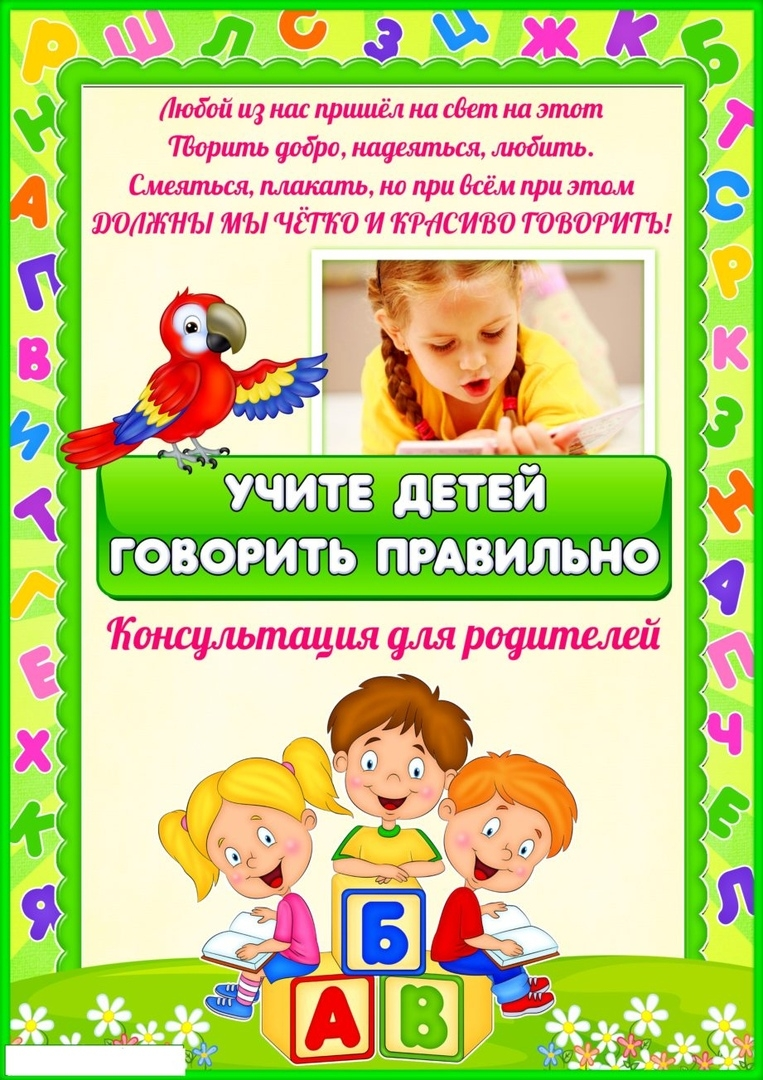 Любой из нас пришёл на свет на этот
Творить добро, надеяться, любить.
Смеяться, плакать, но при всём при этом
ДОЛЖНЫ МЫ ЧЁТКО И КРАСИВО ГОВОРИТЬ!
УЧИТЕ ДЕТЕЙ
ГОВОРИТЬ ПРАВИЛЬНО
Консультация для родителей
Б
А В